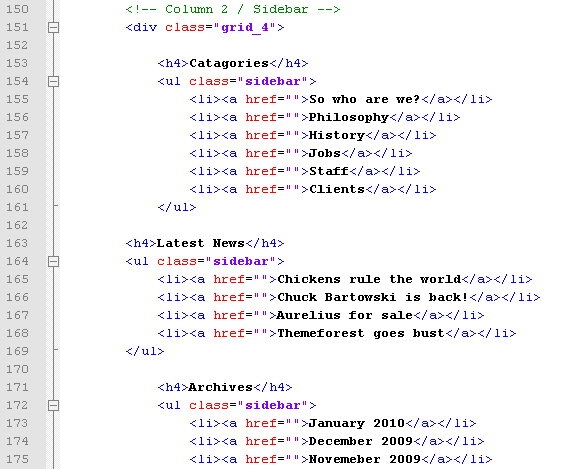 150 <!-- Column 2 / Sidebar -->
151 <div class="grid_4">
152
153 <h4>Catagories</h4>
154 <ul class="sidebar">
155 <li><a href="">So who are we?</a></li>
156 <li><a href="">Philosophy</a></li>
157 <li><a href="">History</a></li>
158 <li><a href="">Jobs</a></li>
159 <li><a href="">Staff</a></li>
160 <li><a href="">Clients</a></li>
161 </ul>
162
163 <h4>Latest News</h4>
164 <ul class="sidebar">
165 <li><a href="">Chickens rule the world</a></li>
166 <li><a href="">Chuck Bartowski is back!</a></li>
167 <li><a href="">Aurelius for sale</a></li>
168 <li><a href="">Themeforest goes bust</a></li>
169 </ul>
170
171 <h4>Archives</h4>
172 <ul class="sidebar">
173 <li><a href="">January 2010</a></li>
174 <li><a href="">December 2009</a></li>
175 <li><a href="">Novemeber 2009</a></li>